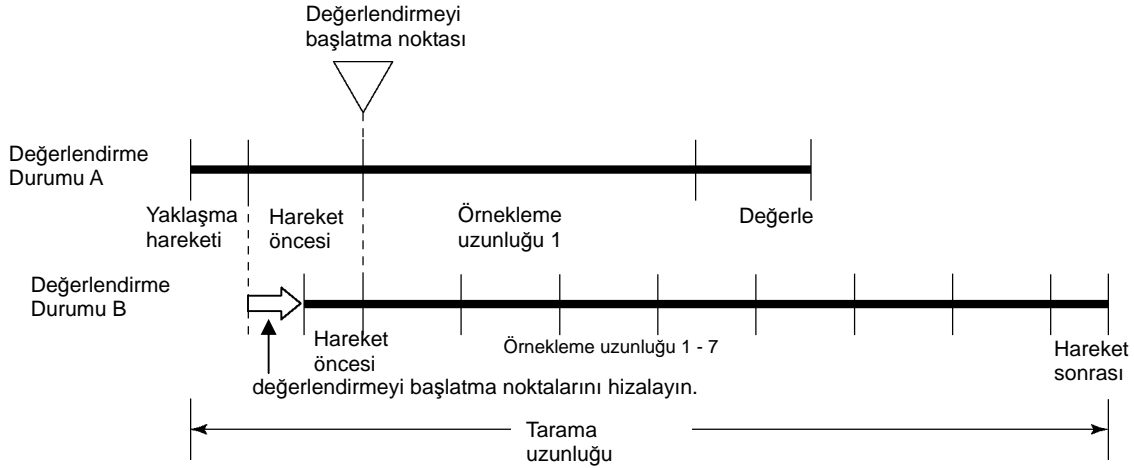 Değerlendirmeyi
başlatma noktası
Değerlendirme
Durumu A
Yaklaşma
hareketi
Hareket
öncesi
Örnekleme
uzunluğu 1
Değerle
Değerlendirme
Durumu B
Hareket
öncesi
Örnekleme uzunluğu 1 - 7
Hareket
sonrası
değerlendirmeyi başlatma noktalarını hizalayın.
Tarama
uzunluğu